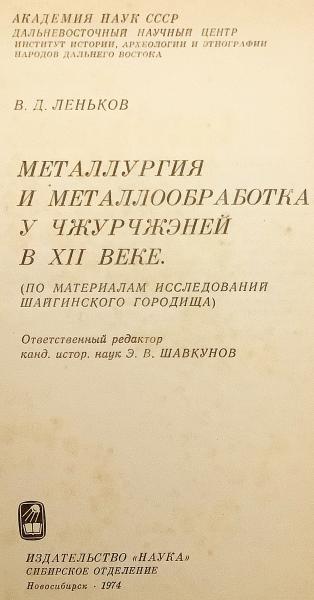 АКАДЕМИЯ НАУК СССР
ДАЛЬНЕВОСТОЧНЫЙ НАУЧНЫЙ ЦЕНТР
ИНСТИТУТ ИСТОРИИ, АРХЕОЛОГИИ И ЭТНОГРАФИИ
НАРОДОВ ДАЛЬНЕГО ВОСТОКА
В. Д. ЛЕНЬКОВ
МЕТАЛЛУРГИЯ
И МЕТАЛЛООБРАБОТКА
У ЧЖУРЧЖЭНЕЙ
В XII ВЕКЕ.
(ПО МАТЕРИАЛАМ ИССЛЕДОВАНИЙ
ШАЙГИНСКОГО ГОРОДИЩА)
Ответственный редактор
канд. истор. наук Э. В. ШАВКУНОВ
ИЗДАТЕЛЬСТВО «НАУКА»
СИБИРСКОЕ ОТДЕЛЕНИЕ
Новосибирск · 1974